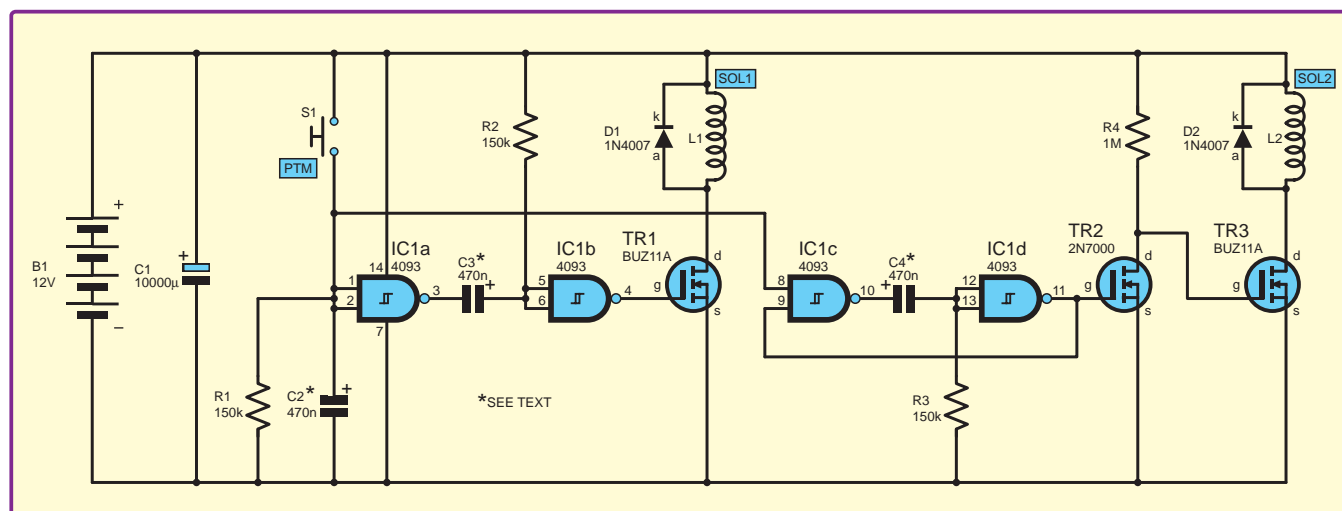 B1
12V
+
−
C1
10000µ
+
S1
PTM
R1
150k
C2*
470n
+
IC1a
4093
1
2
14
7
3
C3*
470n
+
R2
150k
IC1b
4093
5
6
4
D1
1N4007
k
a
L1
SOL1
TR1
BUZ11A
g
d
s
*SEE TEXT
IC1c
4093
8
9
10
C4*
470n
+
R3
150k
IC1d
4093
12
13
11
R4
1M
TR2
2N7000
g
d
s
D2
1N4007
k
a
L2
SOL2
TR3
BUZ11A
g
d
s